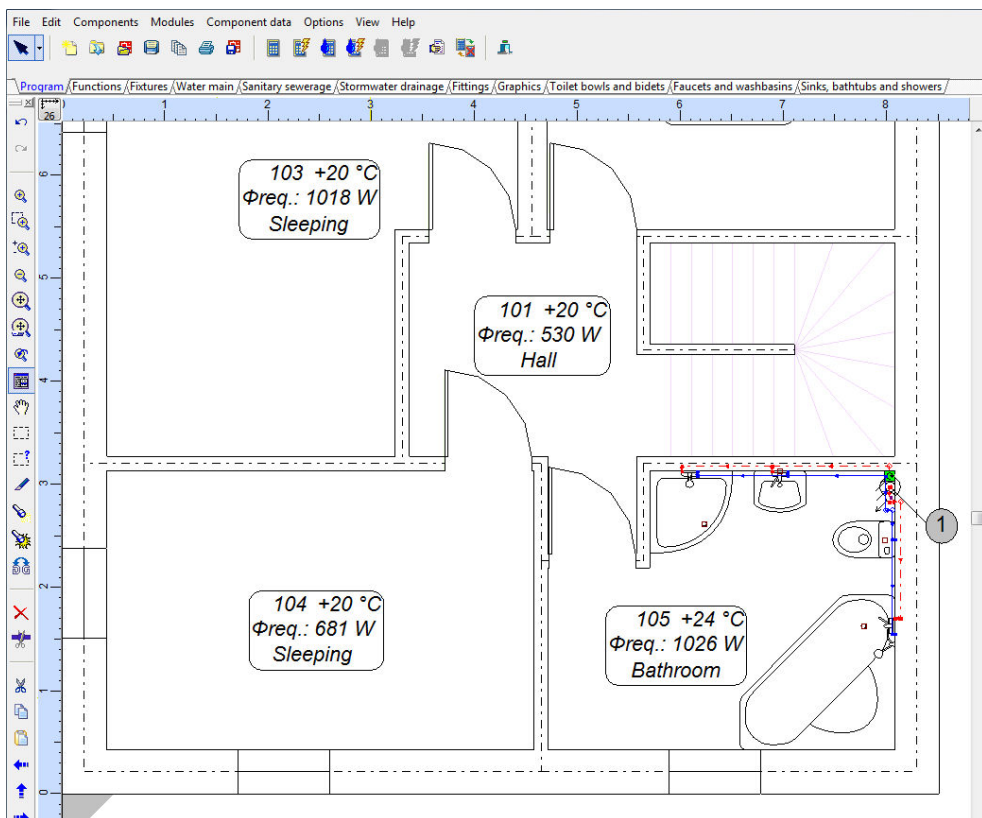 File Edit Components Modules Component data Options View Help
Program Functions Fixtures Water main Sanitary sewerage Stormwater drainage Fittings Graphics Toilet bowls and bidets Faucets and washbasins Sinks, bathtubs and showers
26
0 1 2 3 4 5 6 7 8
6
5
4
3
2
1
0
103 +20 °C
Φreq.: 1018 W
Sleeping
101 +20 °C
Φreq.: 530 W
Hall
1
104 +20 °C
Φreq.: 681 W
Sleeping
105 +24 °C
Φreq.: 1026 W
Bathroom